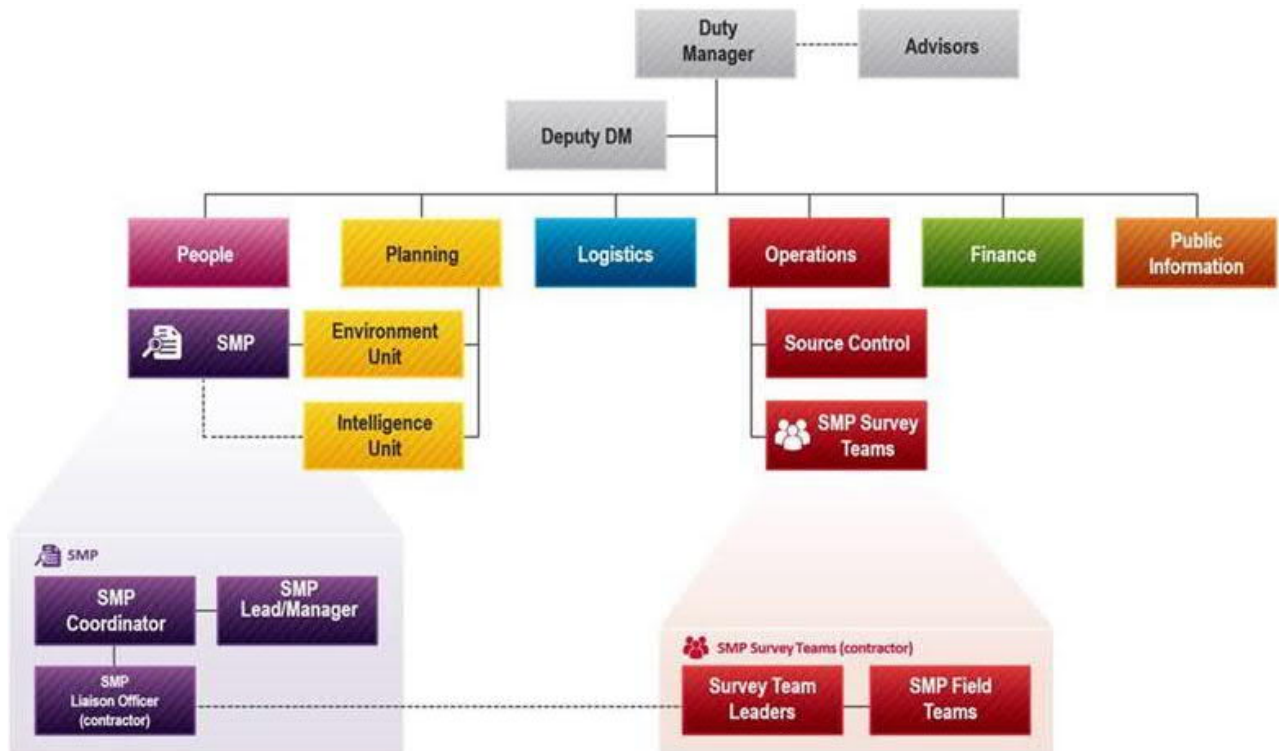 Duty
Manager
Advisors
Deputy DM
People
Planning
Logistics
Operations
Finance
Public
Information
SMP
Environment
Unit
Source Control
Intelligence
Unit
SMP Survey
Teams
SMP
SMP
Coordinator
SMP
Lead/Manager
SMP
Liaison Officer
(contractor)
SMP Survey Teams (contractor)
Survey Team
Leaders
SMP Field
Teams